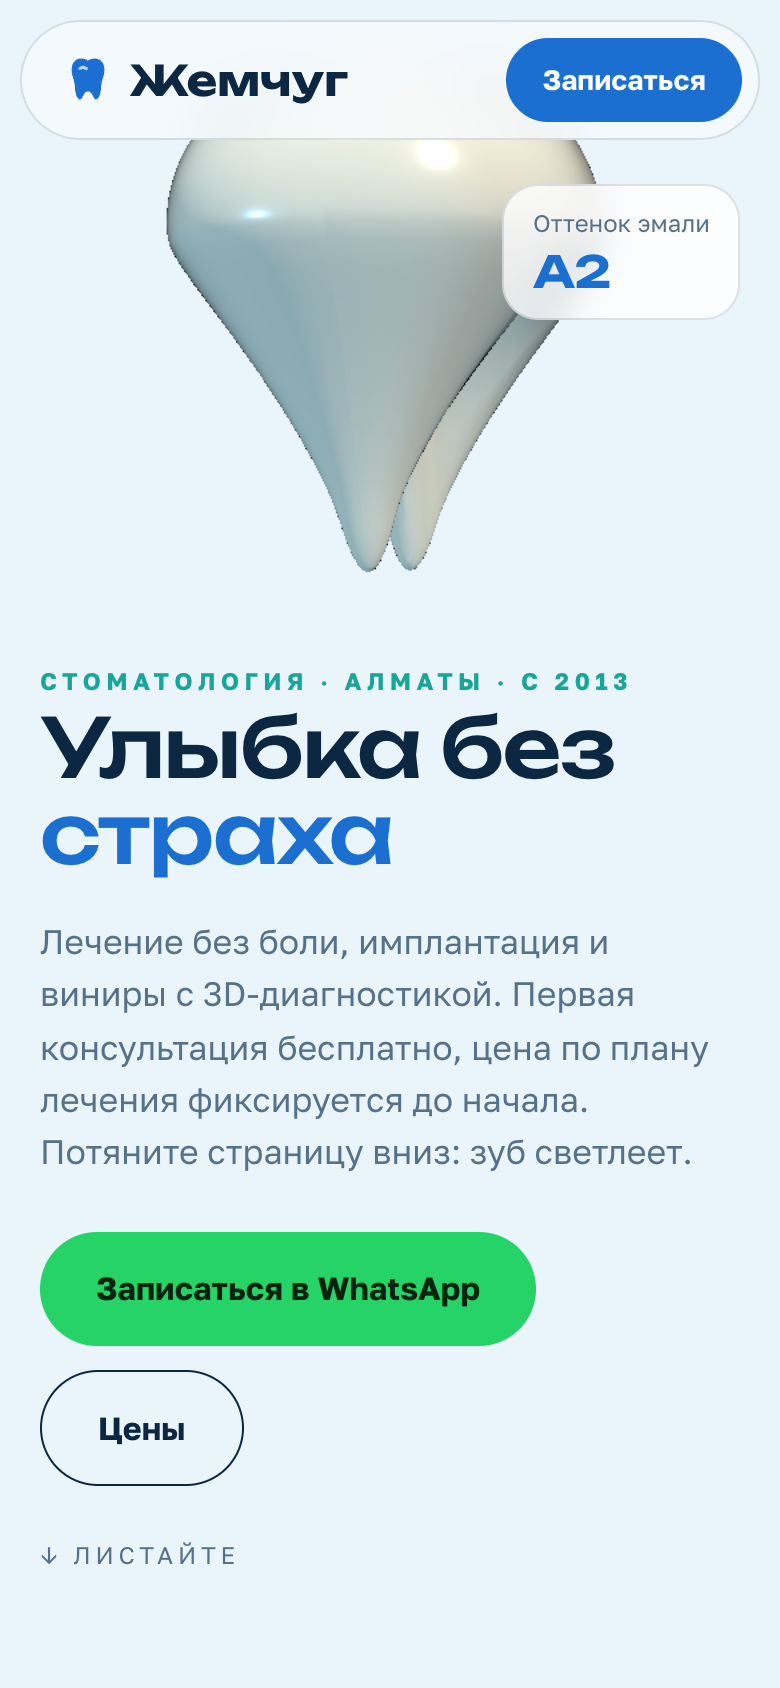 Жемчуг
Записаться
Оттенок эмали
A2
СТОМАТОЛОГИЯ · АЛМАТЫ · С 2013
Улыбка без
страха
Лечение без боли, имплантация и
виниры с 3D-диагностикой. Первая
консультация бесплатно, цена по плану
лечения фиксируется до начала.
Потяните страницу вниз: зуб светлеет.
Записаться в WhatsApp
Цены
↓ ЛИСТАЙТЕ